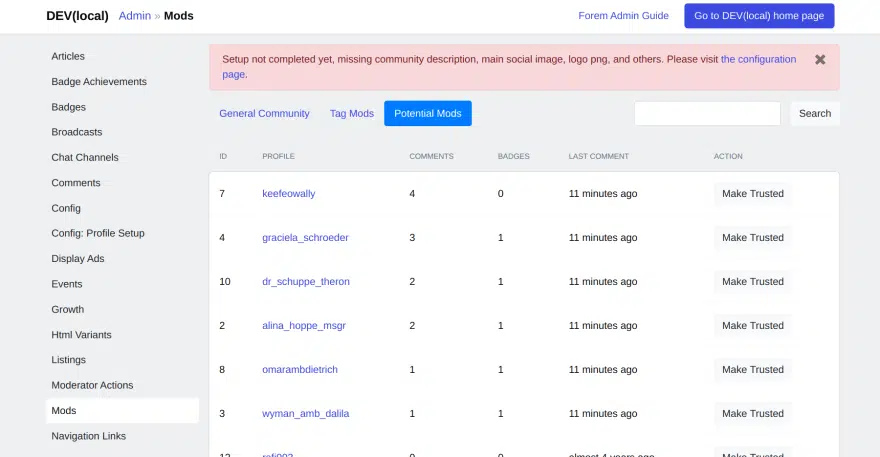 DEV(local) Admin » Mods Forem Admin Guide Go to DEV(local) home page
Articles
Badge Achievements
Badges
Broadcasts
Chat Channels
Comments
Config
Config: Profile Setup
Display Ads
Events
Growth
Html Variants
Listings
Moderator Actions
Mods
Navigation Links
Setup not completed yet, missing community description, main social image, logo png, and others. Please visit the configuration
page.
General Community Tag Mods Potential Mods Search
ID PROFILE COMMENTS BADGES LAST COMMENT ACTION
7 keefeowally 4 0 11 minutes ago Make Trusted
4 graciela_schroeder 3 1 11 minutes ago Make Trusted
10 dr_schuppe_theron 2 1 11 minutes ago Make Trusted
2 alina_hoppe_msgr 2 1 11 minutes ago Make Trusted
8 omarambdietrich 1 1 11 minutes ago Make Trusted
3 wyman_amb_dalila 1 1 11 minutes ago Make Trusted
0 0 almost 4 years ago Make Trusted